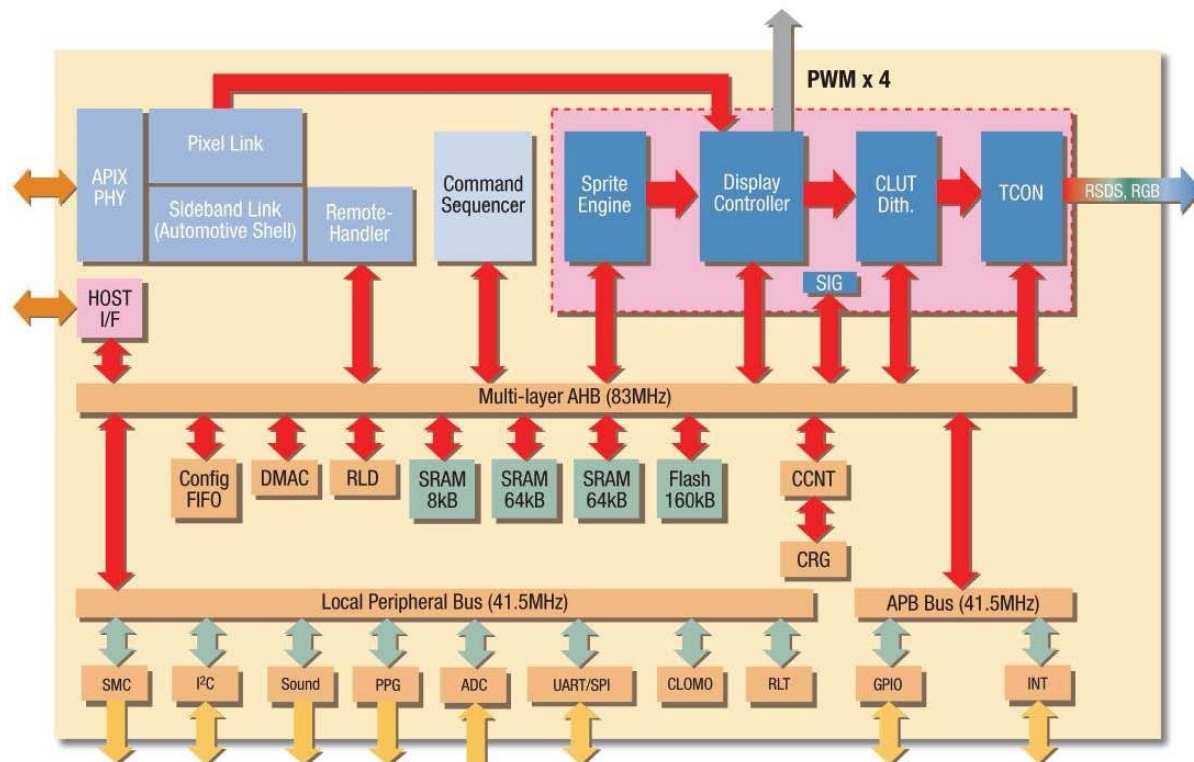 PWM x 4
APIX
PHY
Pixel Link
Sideband Link
(Automotive Shell)
Remote-
Handler
Command
Sequencer
Sprite
Engine
Display
Controller
CLUT
Dith.
TCON
RSDS, RGB
SIG
HOST
I/F
Multi-layer AHB (83MHz)
Config
FIFO
DMAC
RLD
SRAM
8kB
SRAM
64kB
SRAM
64kB
Flash
160kB
CCNT
CRG
Local Peripheral Bus (41.5MHz)
APB Bus (41.5MHz)
SMC
I²C
Sound
PPG
ADC
UART/SPI
CLOMO
RLT
GPIO
INT